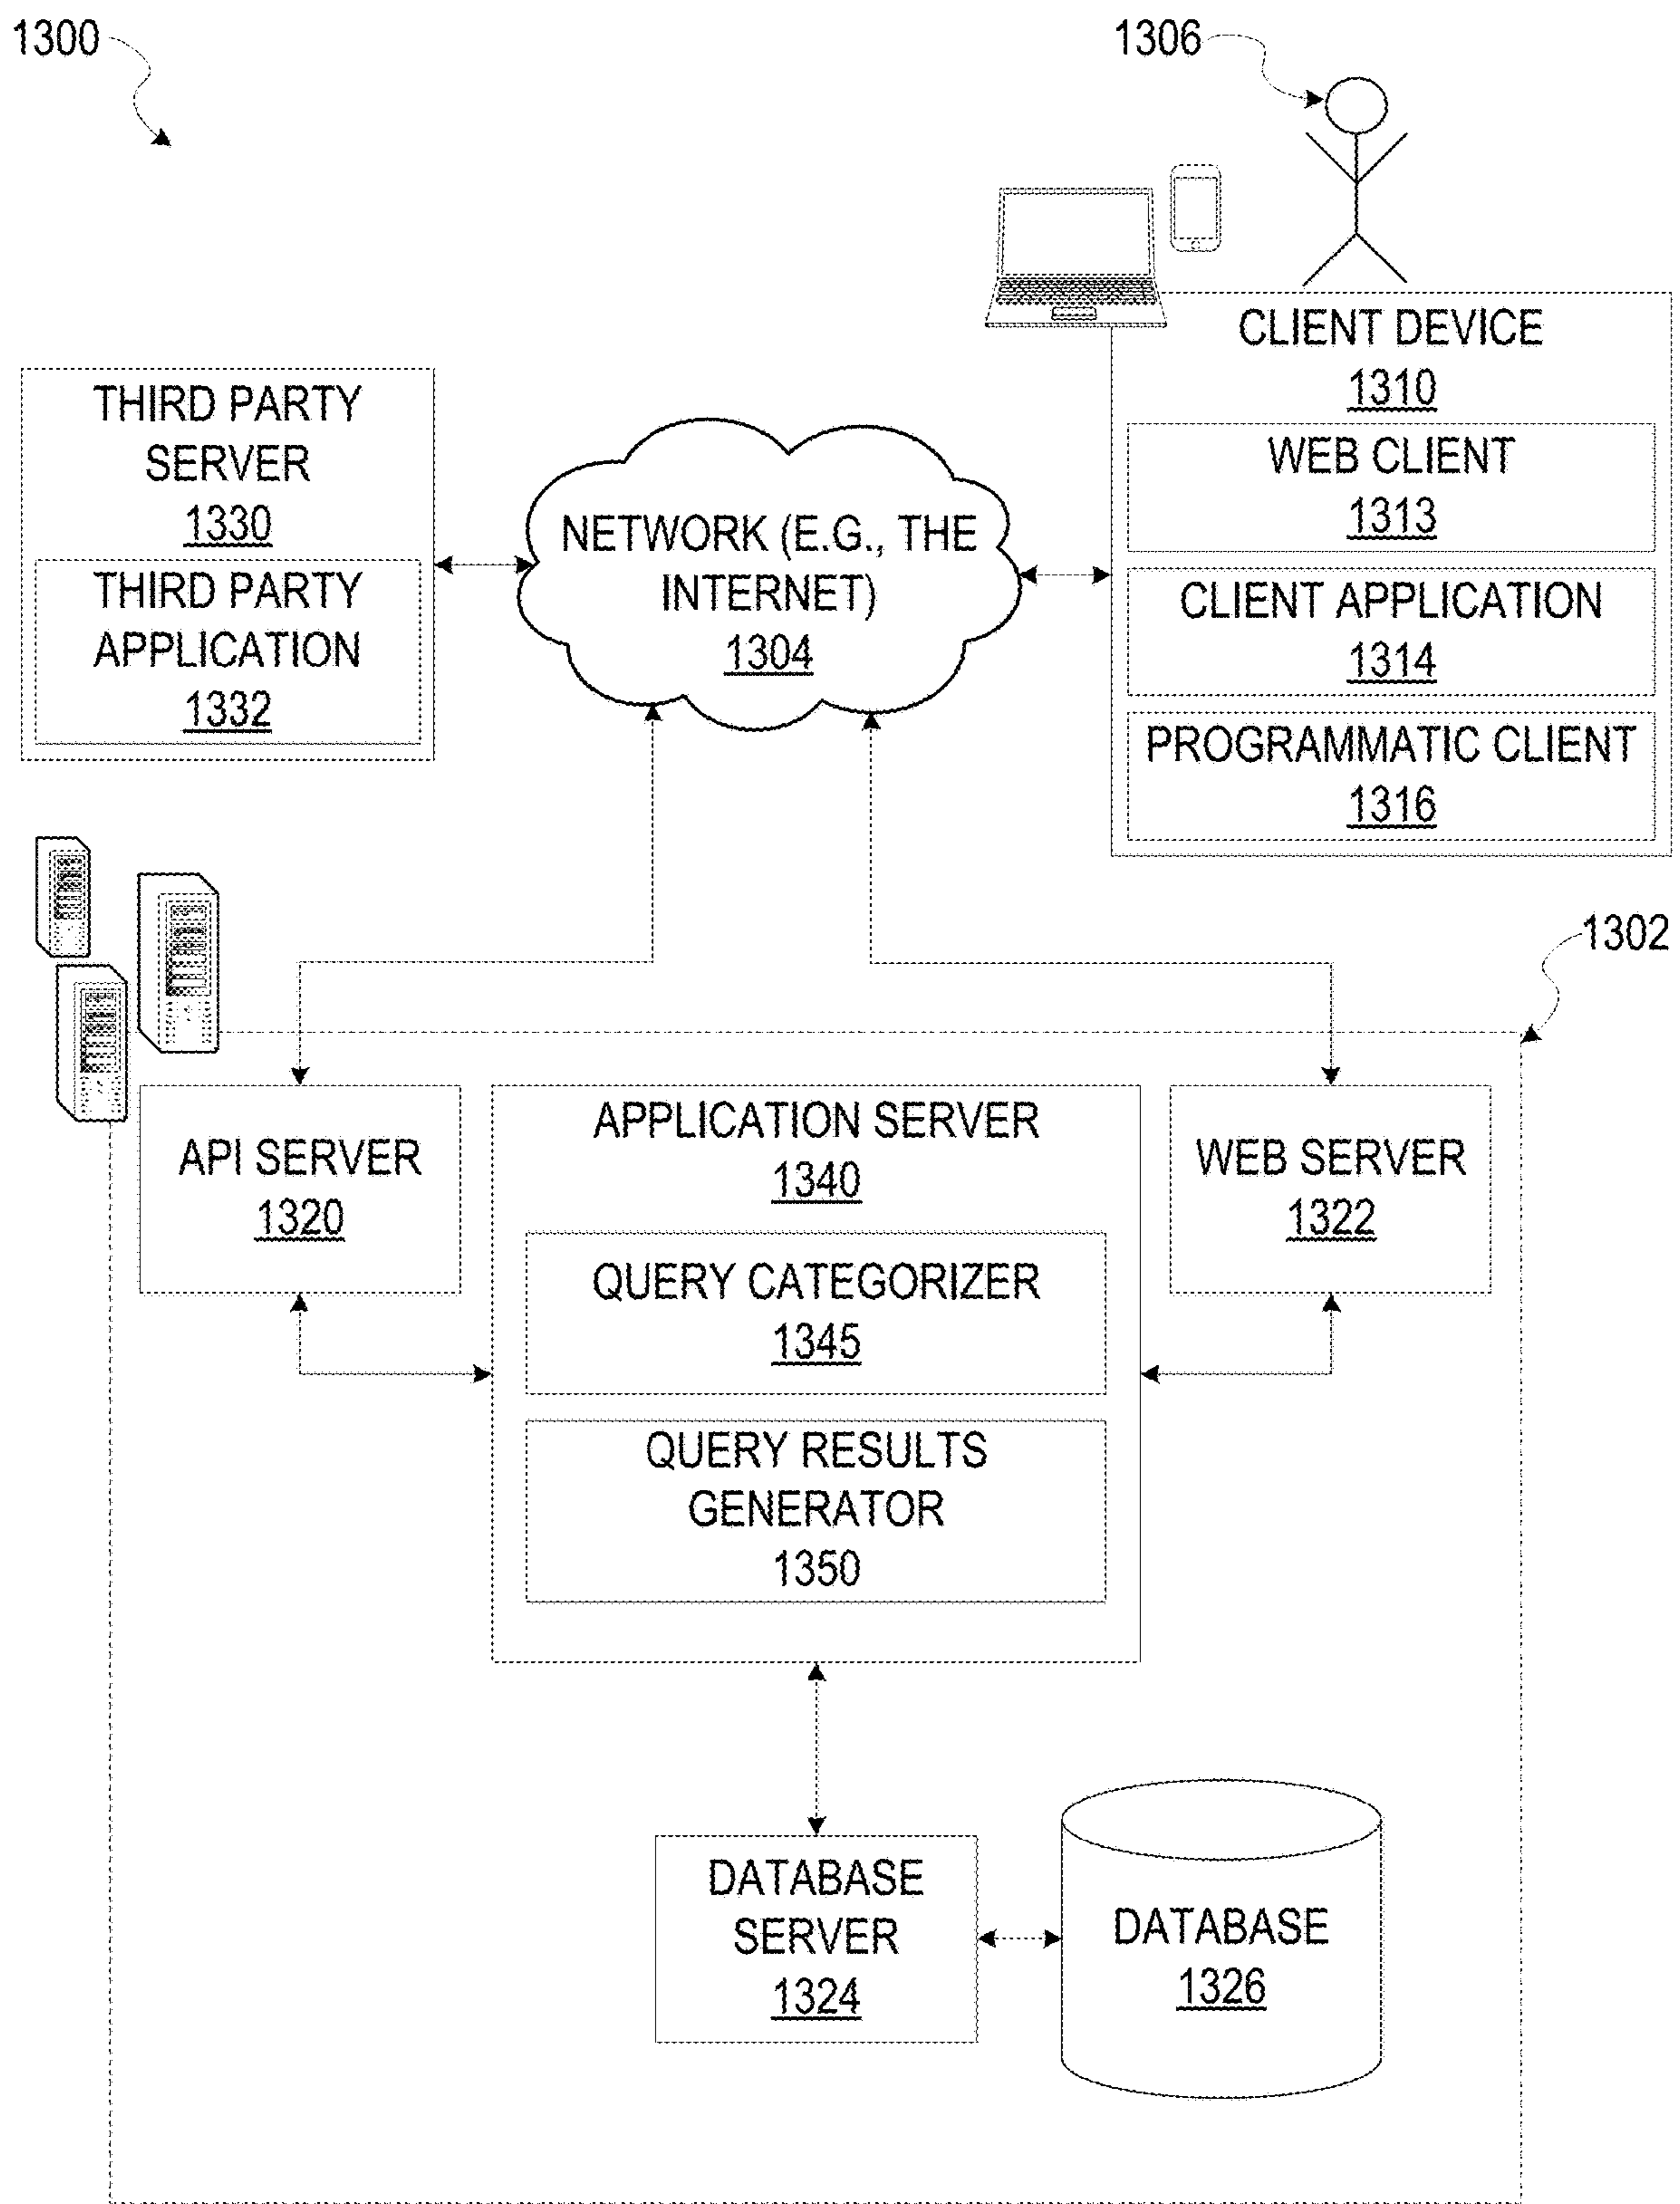 1300
1306
CLIENT DEVICE
1310
WEB CLIENT
1313
CLIENT APPLICATION
1314
PROGRAMMATIC CLIENT
1316
THIRD PARTY
SERVER
1330
THIRD PARTY
APPLICATION
1332
NETWORK (E.G., THE
INTERNET)
1304
1302
API SERVER
1320
APPLICATION SERVER
1340
QUERY CATEGORIZER
1345
QUERY RESULTS
GENERATOR
1350
WEB SERVER
1322
DATABASE
SERVER
1324
DATABASE
1326